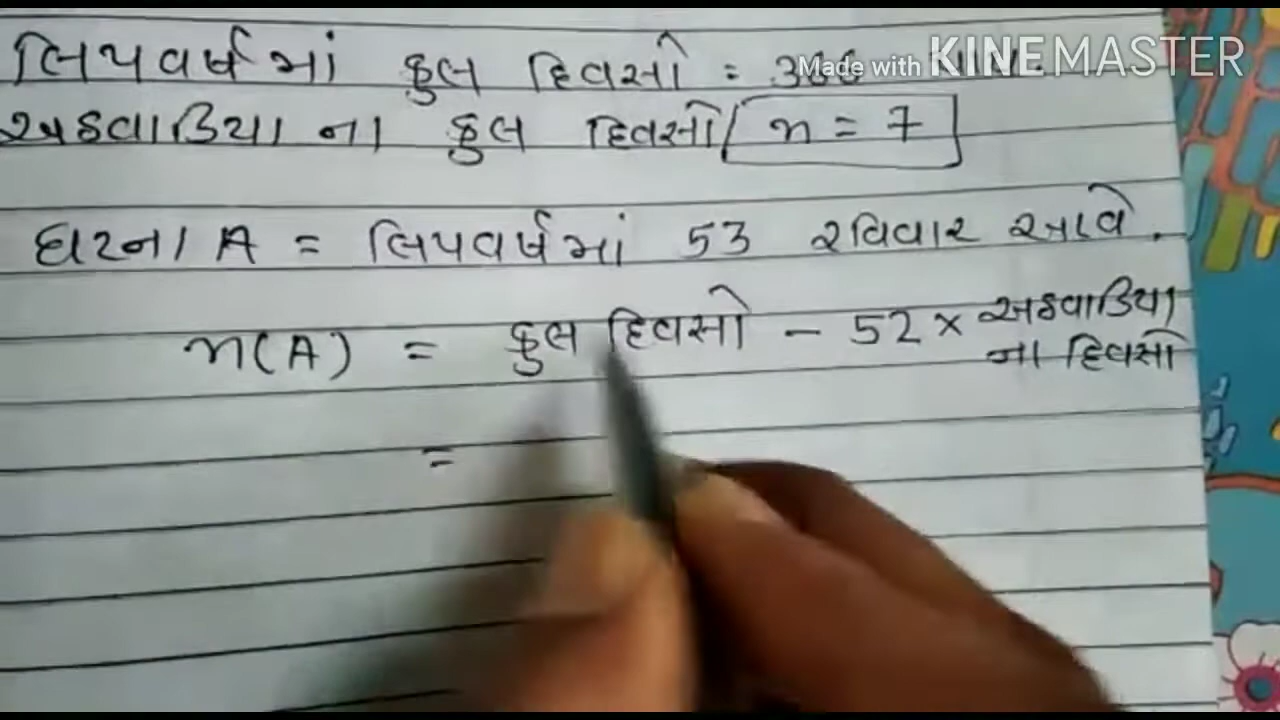 લિપવર્ષમાં કુલ દિવસો = 366
Made with KINEMASTER
અઠવાડિયા ના કુલ દિવસો n = 7
ઘટના A = લિપવર્ષમાં 53 રવિવાર આવે.
n(A) = કુલ દિવસો - 52 × અઠવાડિયા
ના દિવસો
=